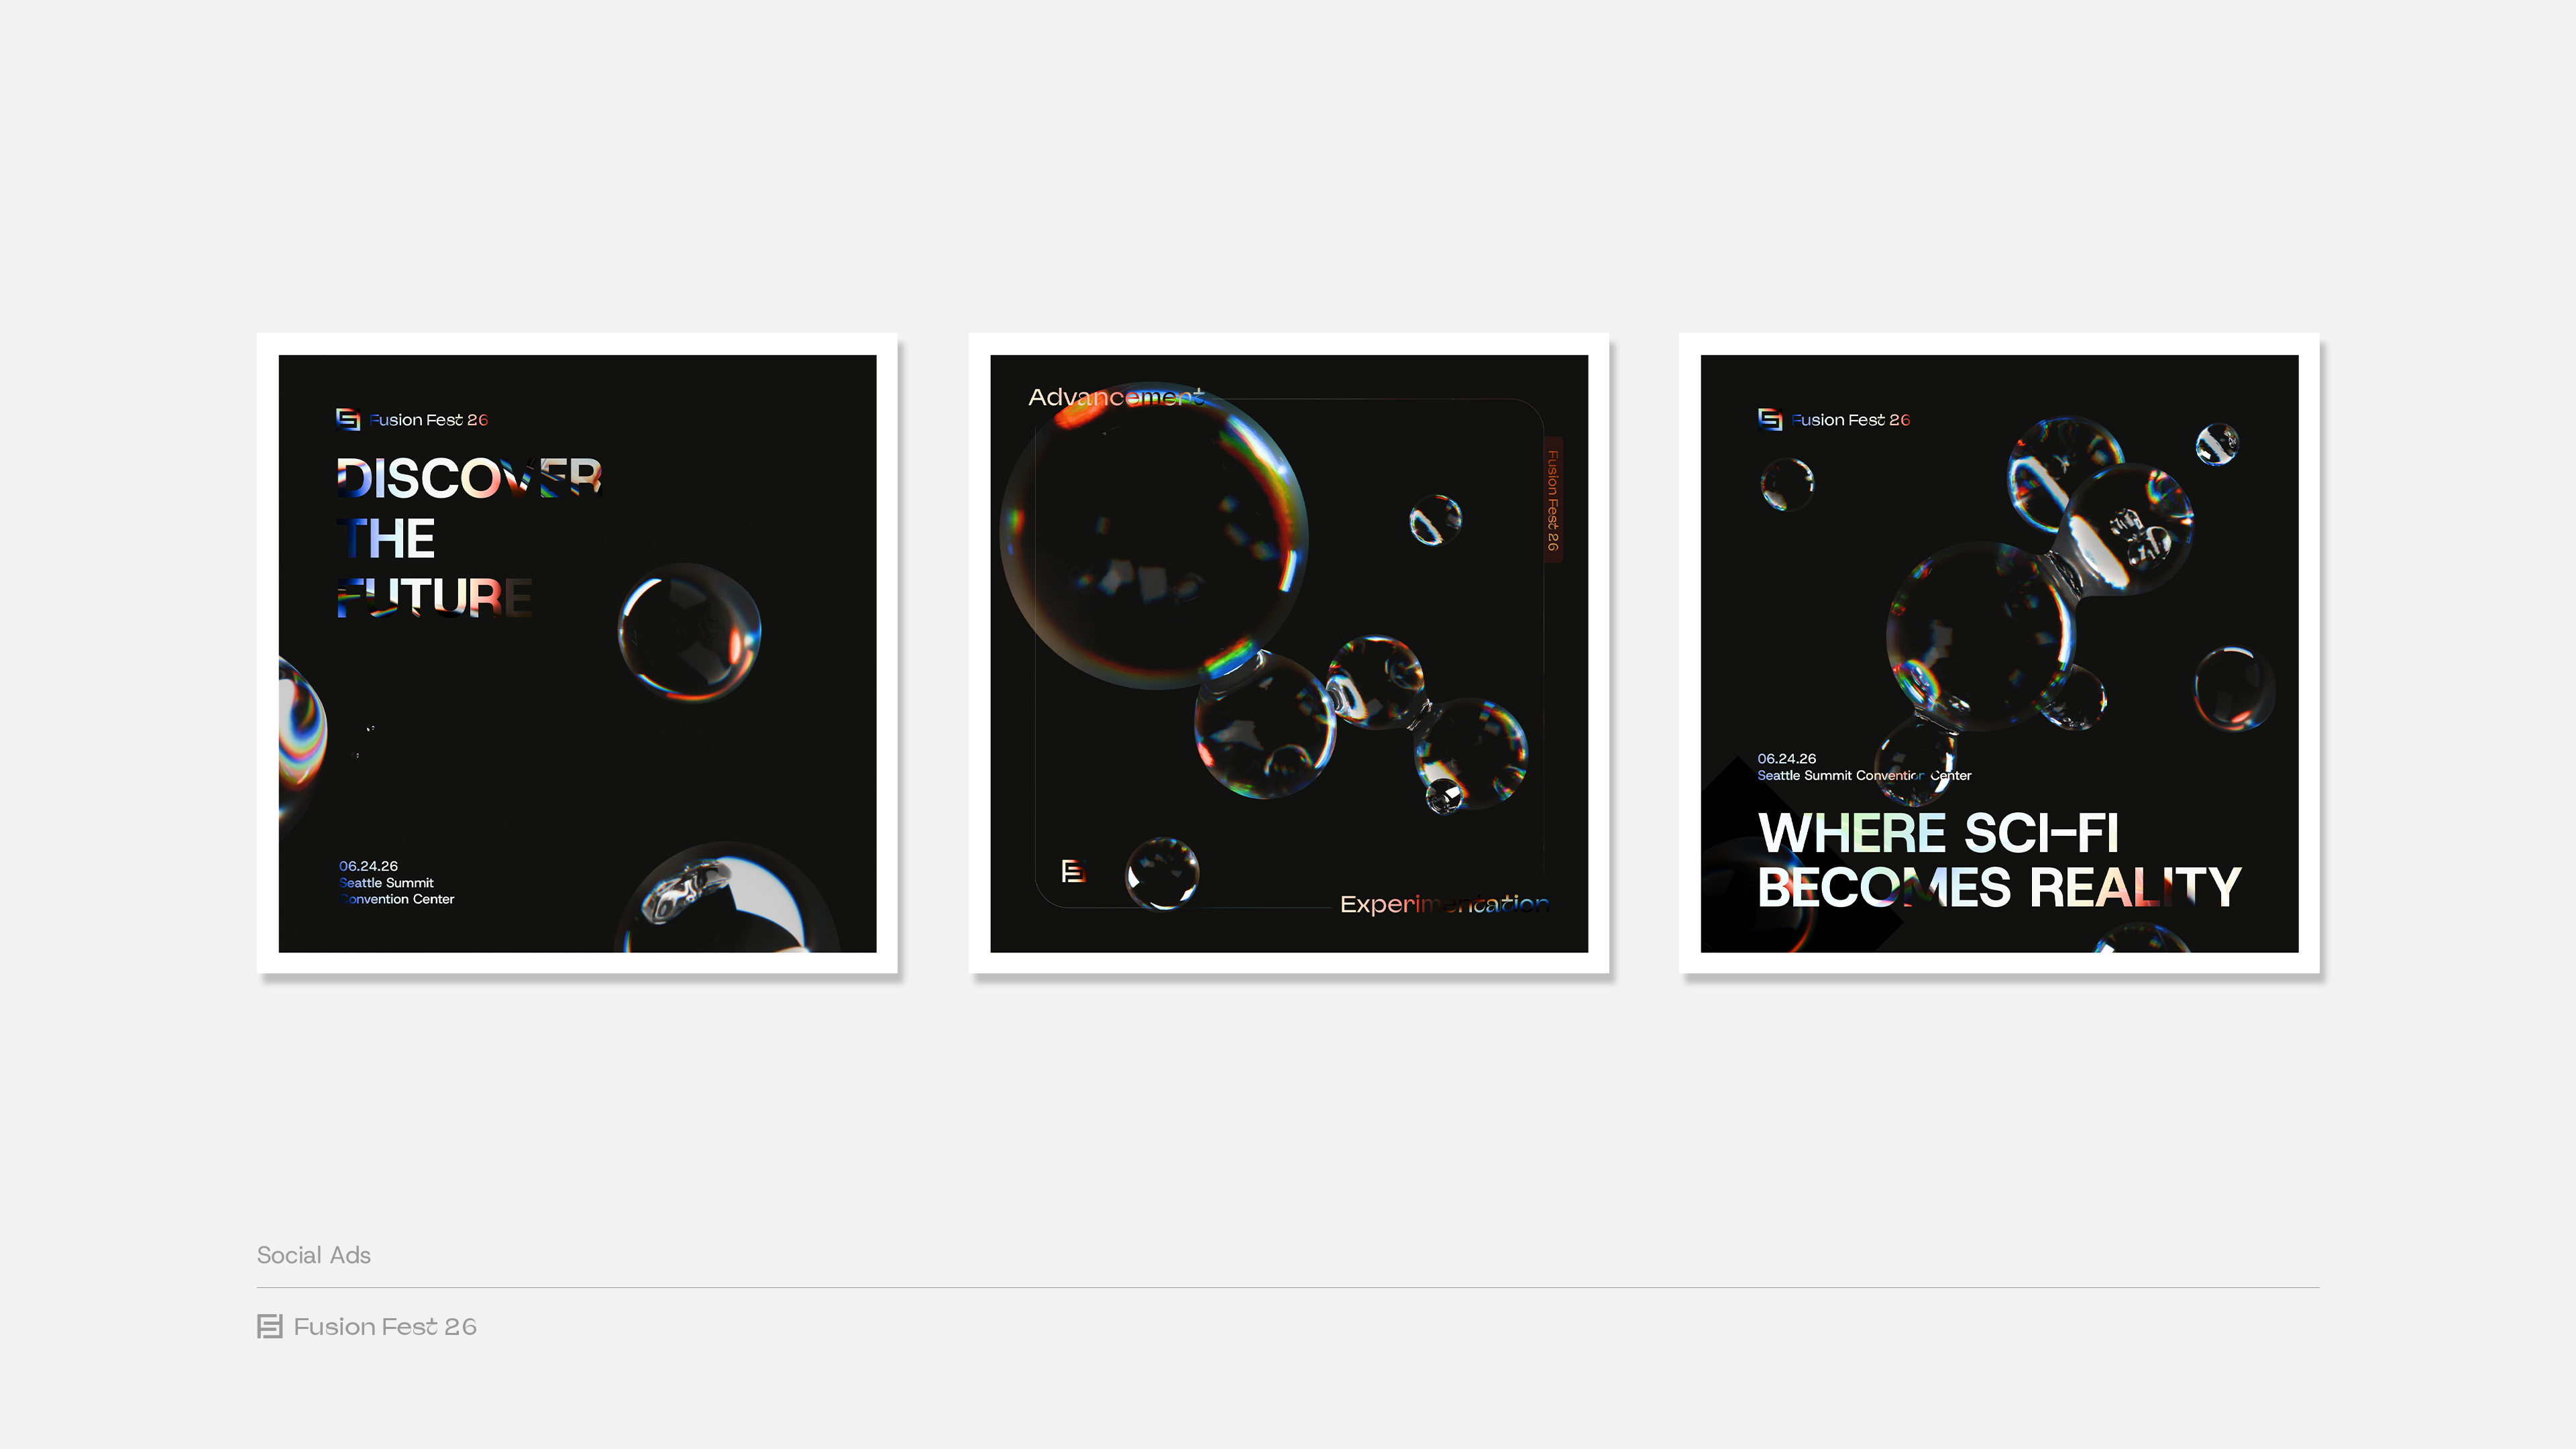 Fusion Fest 26
DISCOVER
THE
FUTURE
06.24.26
Seattle Summit
Convention Center
Advancement
Fusion Fest 26
Experimentation
Fusion Fest 26
06.24.26
Seattle Summit Convention Center
WHERE SCI–FI
BECOMES REALITY
Social Ads
Fusion Fest 26